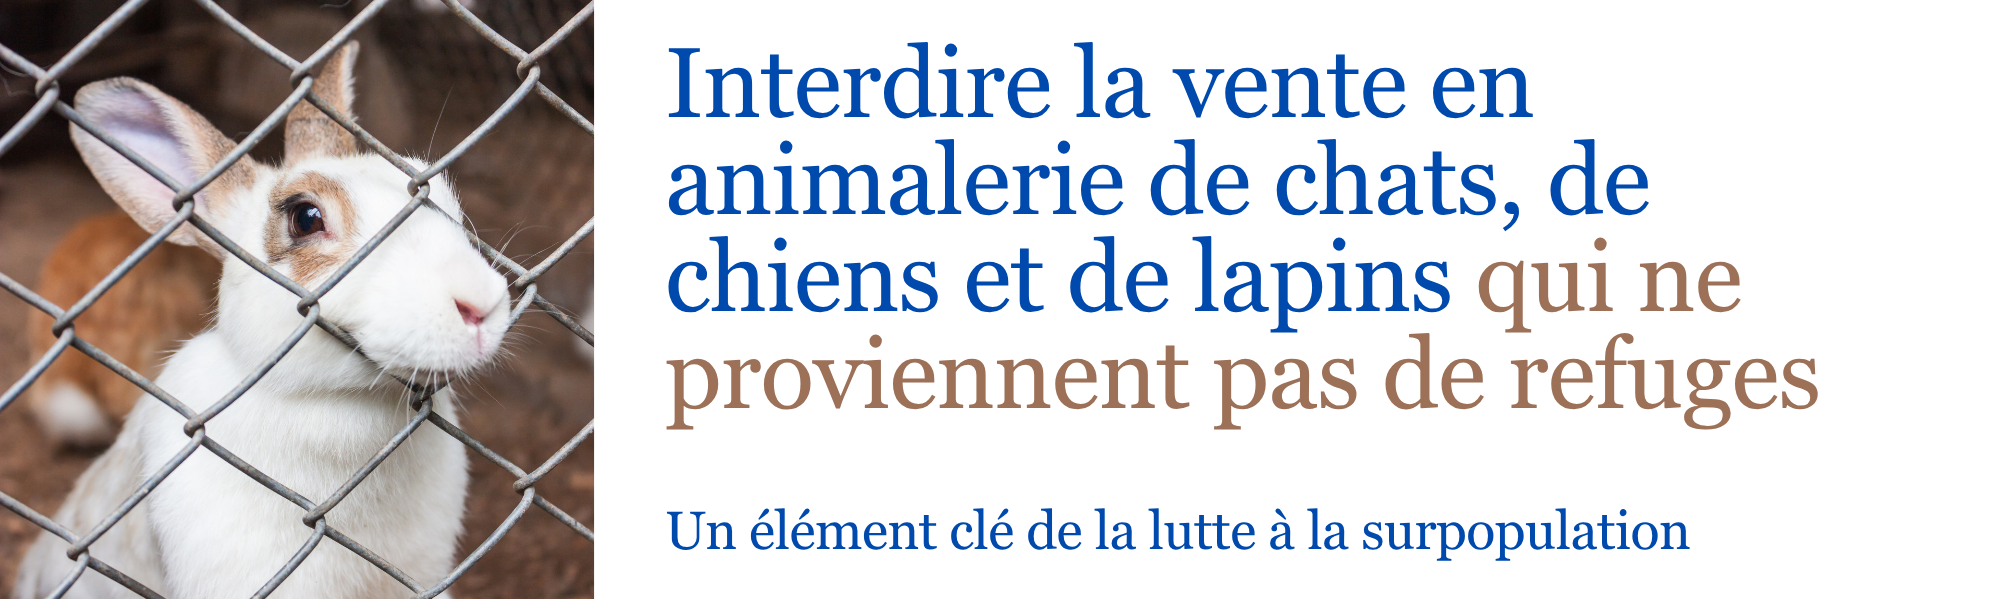 Interdire la vente en
animalerie de chats, de
chiens et de lapins qui ne
proviennent pas de refuges
Un élément clé de la lutte à la surpopulation